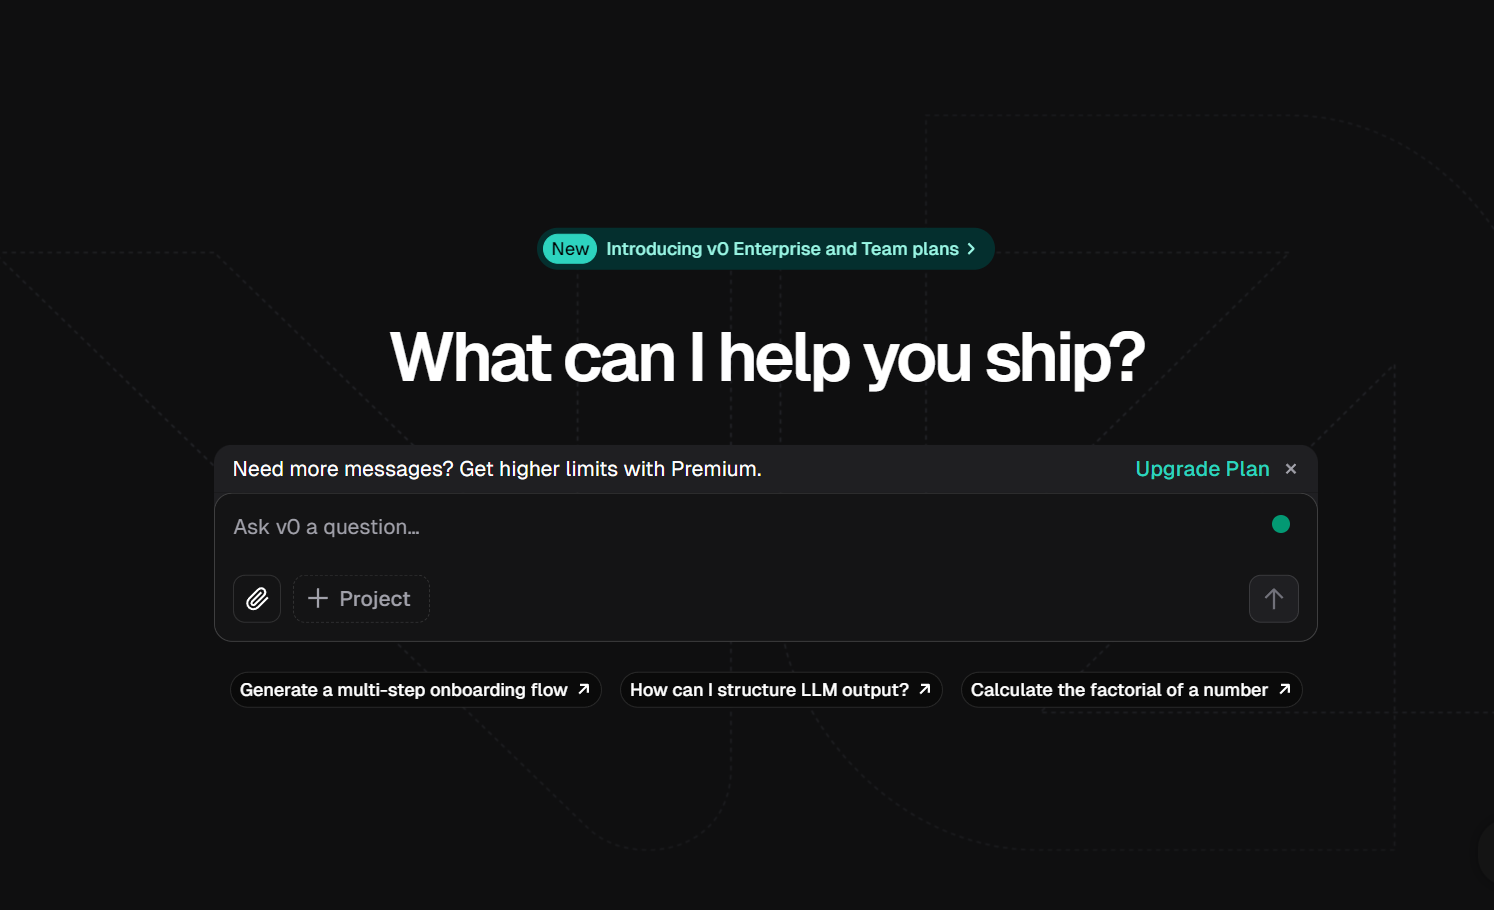 New Introducing v0 Enterprise and Team plans
What can I help you ship?
Need more messages? Get higher limits with Premium. Upgrade Plan
Ask v0 a question...
Project
Generate a multi-step onboarding flow How can I structure LLM output? Calculate the factorial of a number